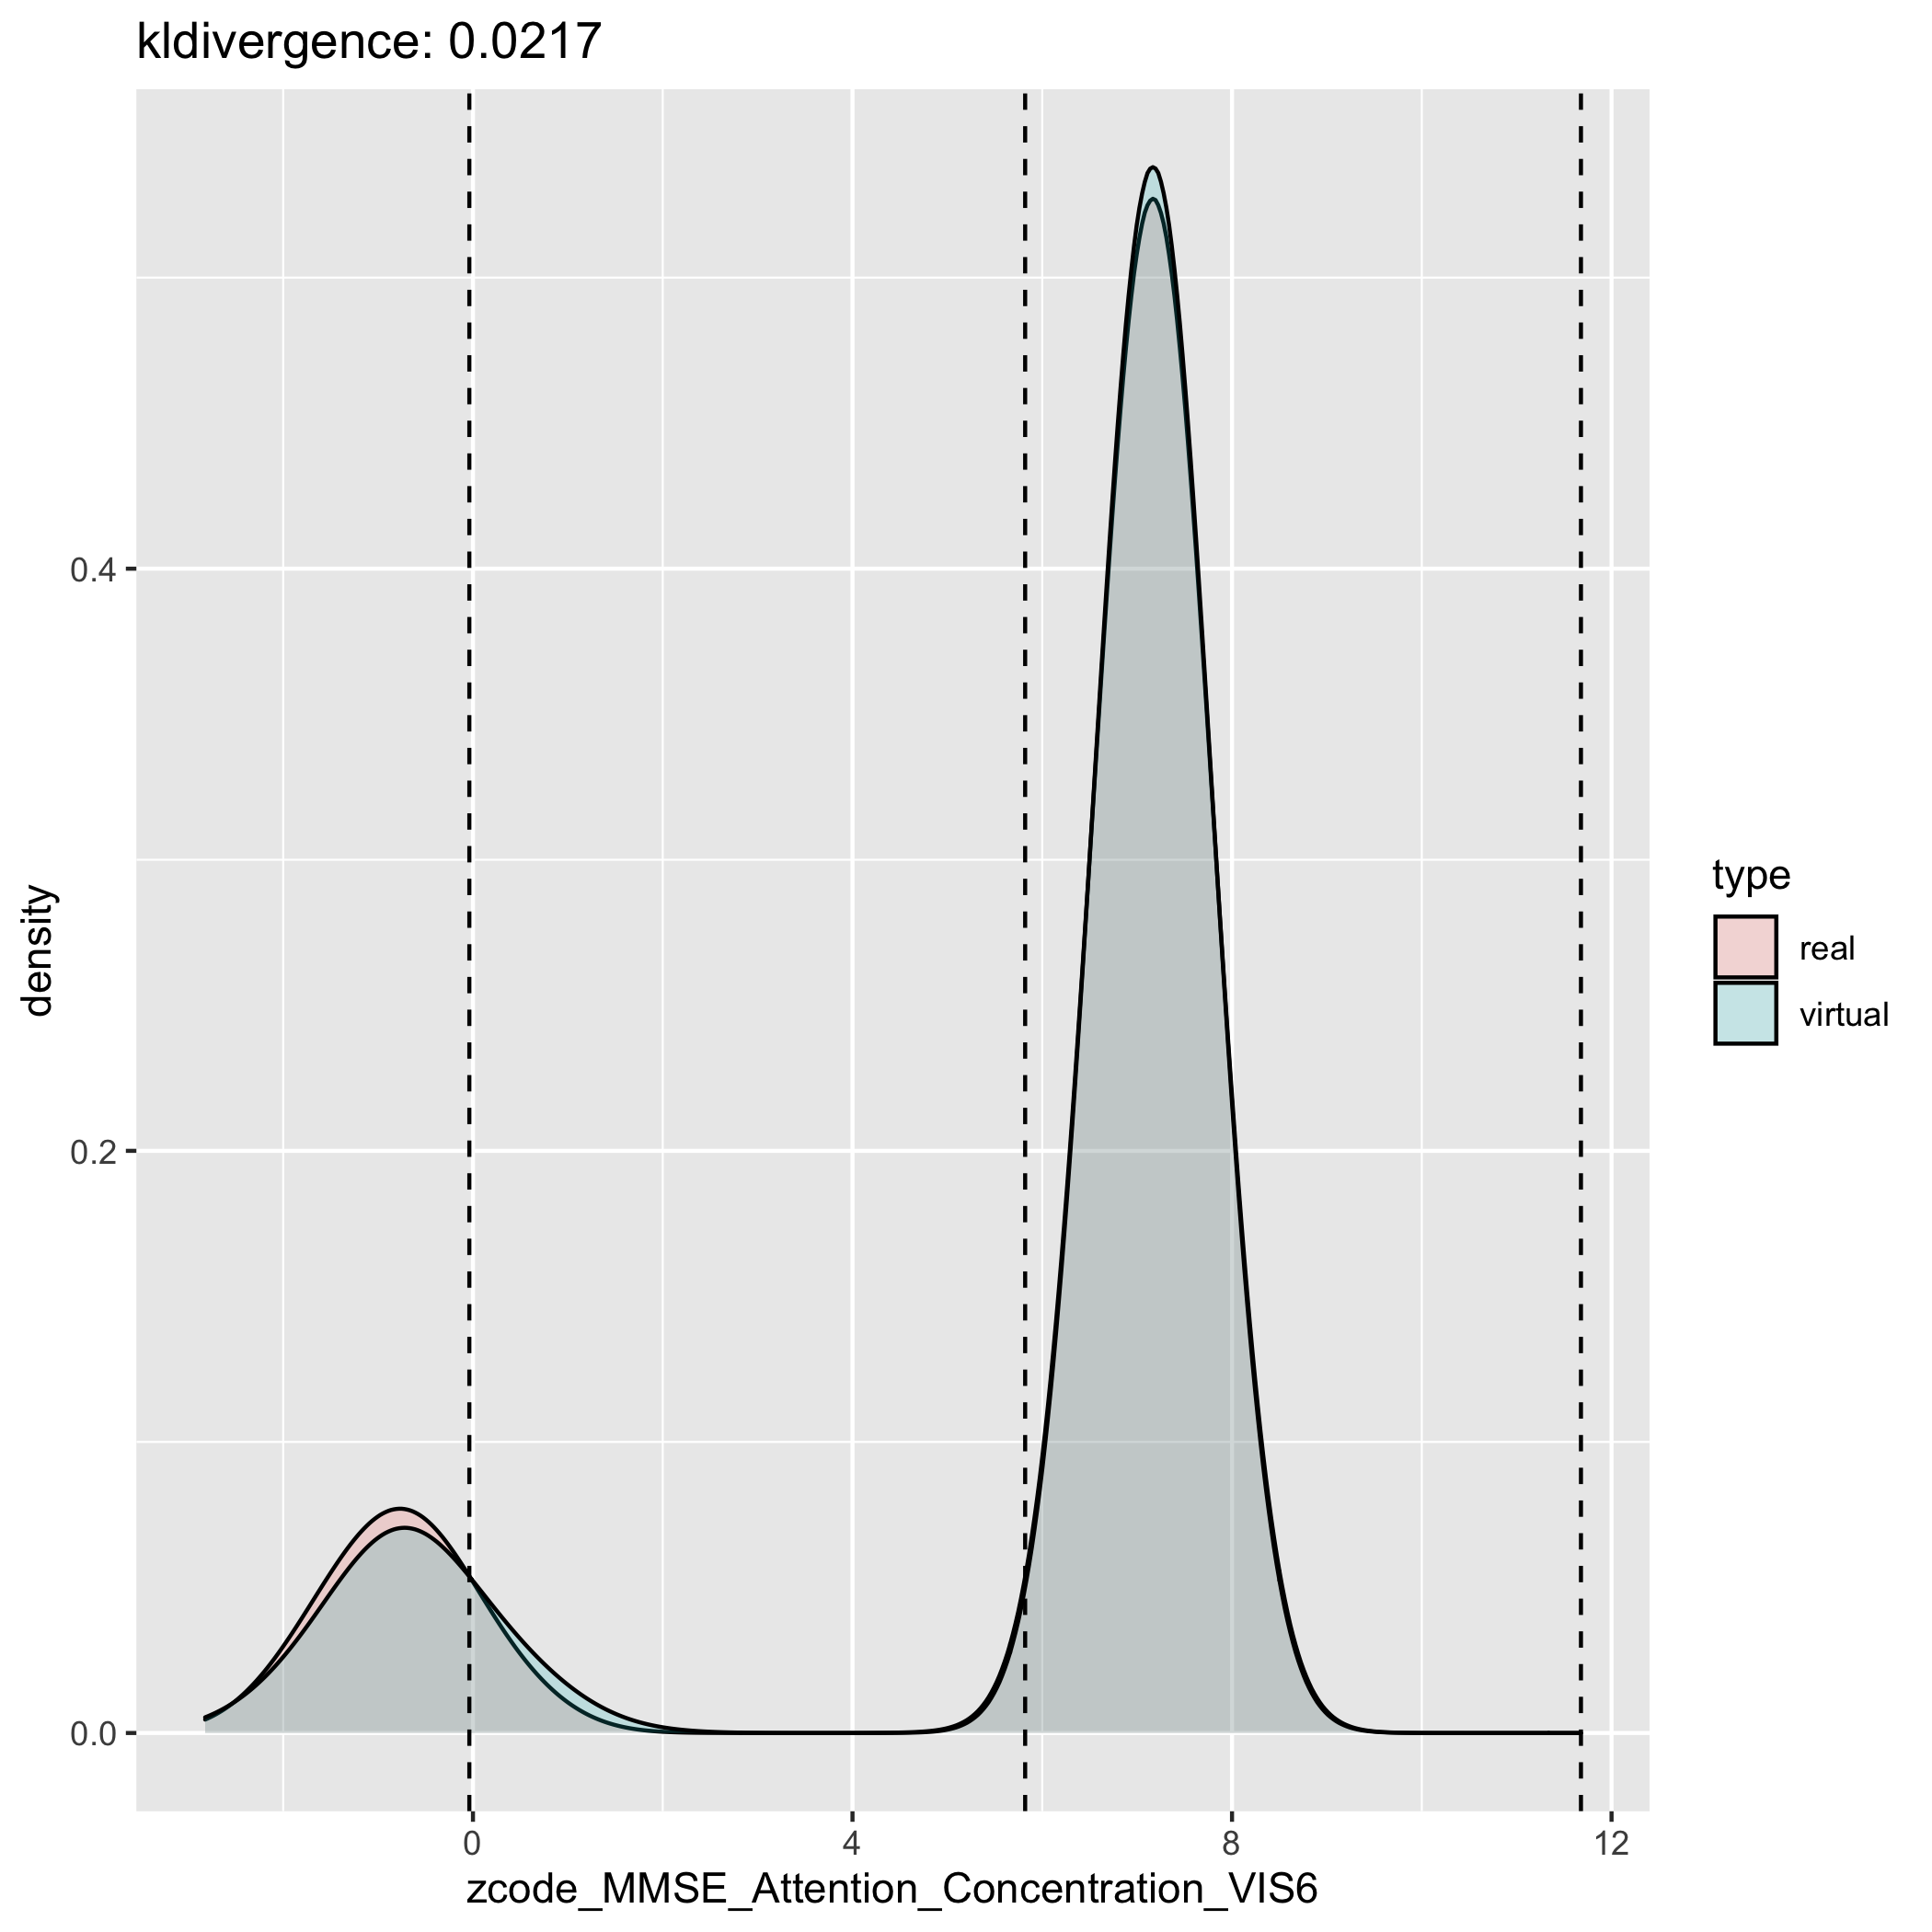 kldivergence: 0.0217
density
0.4
0.2
0.0
0 4 8 12
zcode_MMSE_Attention_Concentration_VIS6
type
real
virtual